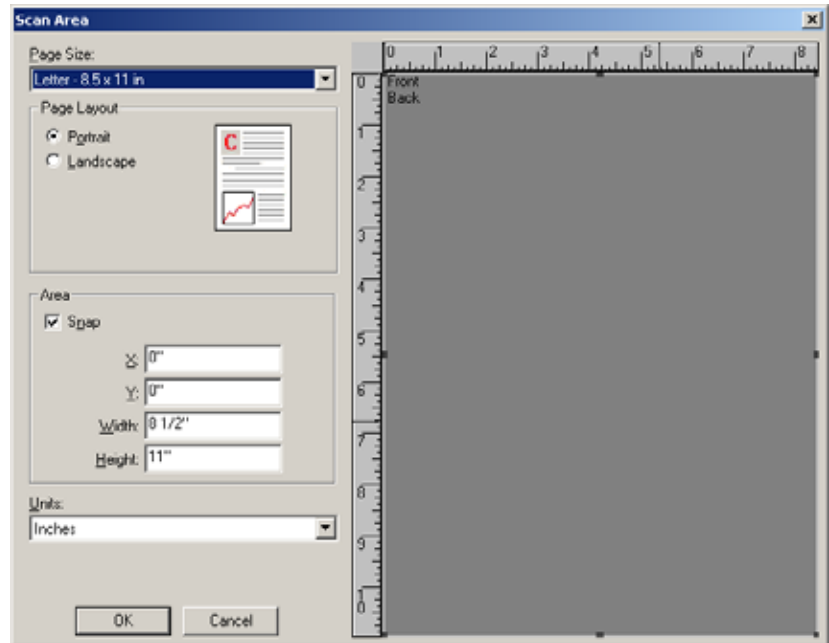 Scan Area
Page Size:
Letter - 8.5 x 11 in
Page Layout
Portrait
Landscape
C
Area
Snap
X: 0"
Y: 0"
Width: 8 1/2"
Height: 11"
Units:
Inches
OK Cancel
0 1 2 3 4 5 6 7 8
0
Front
Back
1
2
3
4
5
6
7
8
9
10